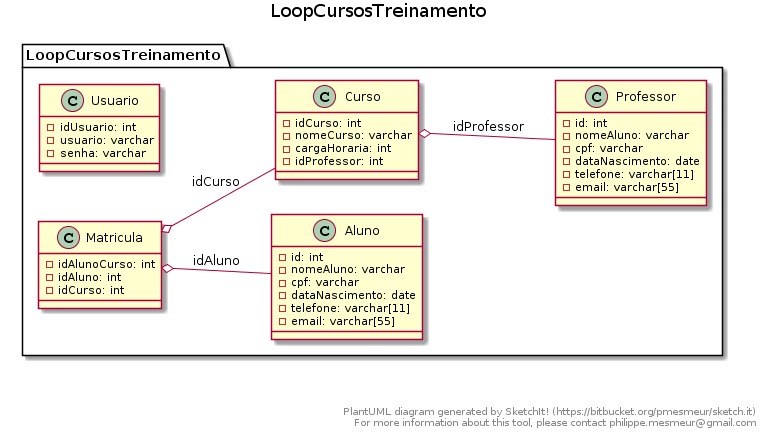 LoopCursosTreinamento
LoopCursosTreinamento
C Usuario
idUsuario: int
usuario: varchar
senha: varchar
C Curso
idCurso: int
nomeCurso: varchar
cargaHoraria: int
idProfessor: int
idProfessor
C Professor
id: int
nomeAluno: varchar
cpf: varchar
dataNascimento: date
telefone: varchar[11]
email: varchar[55]
idCurso
C Matricula
idAlunoCurso: int
idAluno: int
idCurso: int
idAluno
C Aluno
id: int
nomeAluno: varchar
cpf: varchar
dataNascimento: date
telefone: varchar[11]
email: varchar[55]
PlantUML diagram generated by SketchIt! (https://bitbucket.org/pmesmeur/sketch.it)
For more information about this tool, please contact philippe.mesmeur@gmail.com